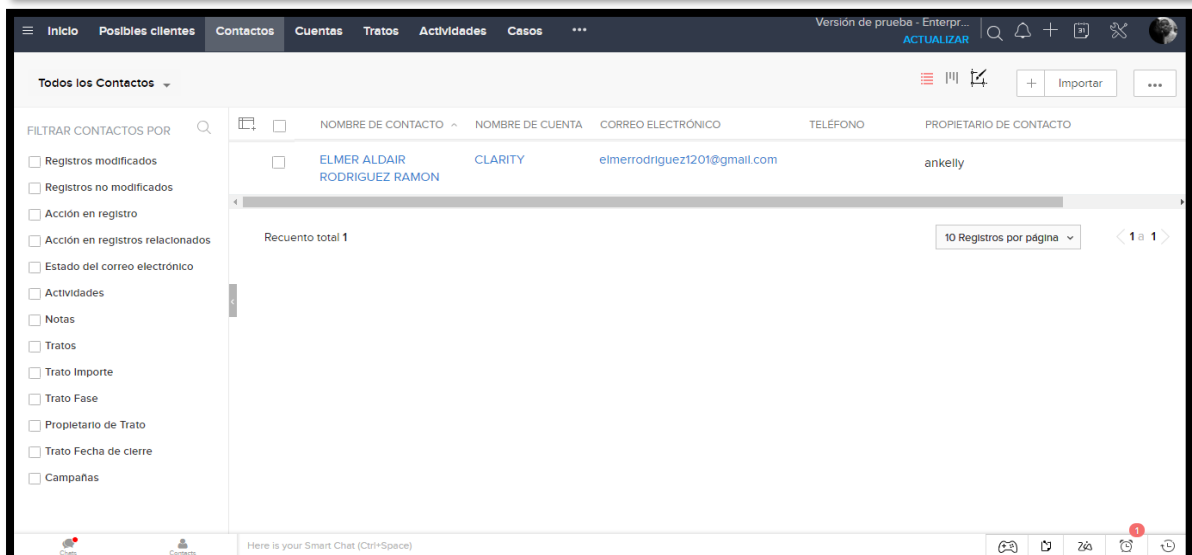 Inicio Posibles clientes Contactos Cuentas Tratos Actividades Casos ••• Versión de prueba - Enterpr...
ACTUALIZAR
31
Todos los Contactos
+ Importar •••
FILTRAR CONTACTOS POR
NOMBRE DE CONTACTO NOMBRE DE CUENTA CORREO ELECTRÓNICO TELÉFONO PROPIETARIO DE CONTACTO
ELMER ALDAIR CLARITY elmerrodriguez1201@gmail.com ankelly
RODRIGUEZ RAMON
Recuento total 1 10 Registros por página 1 a 1
Registros modificados
Registros no modificados
Acción en registro
Acción en registros relacionados
Estado del correo electrónico
Actividades
Notas
Tratos
Trato Importe
Trato Fase
Propietario de Trato
Trato Fecha de cierre
Campañas
Chats Contacts Here is your Smart Chat (Ctrl+Space) 1